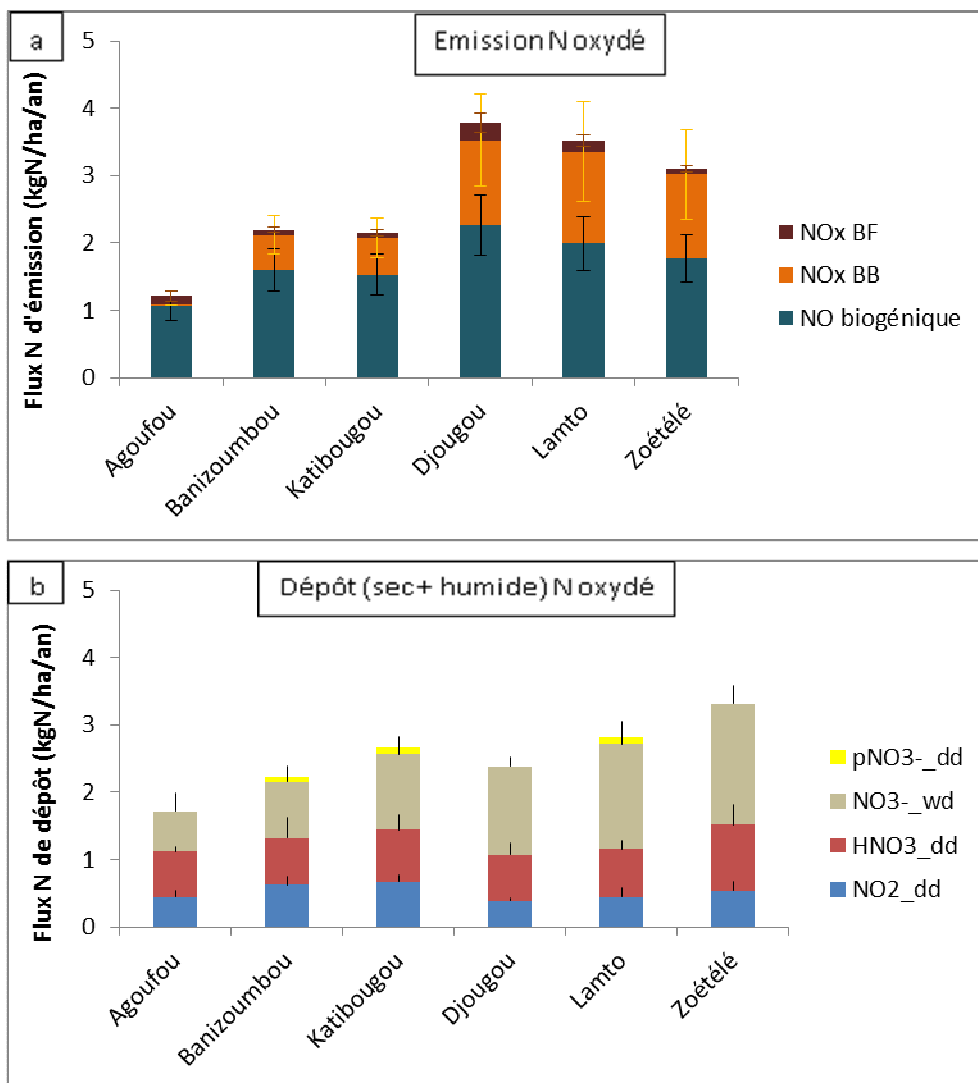 a
Emission N oxydé
Flux N d'émission (kgN/ha/an)
5
4
3
2
1
0
Agoufou
Banizoumbou
Katibougou
Djougou
Lamto
Zoétélé
NOx BF
NOx BB
NO biogénique
b
Dépôt (sec+ humide) N oxydé
Flux N de dépôt (kgN/ha/an)
5
4
3
2
1
0
Agoufou
Banizoumbou
Katibougou
Djougou
Lamto
Zoétélé
pNO3-_dd
NO3-_wd
HNO3_dd
NO2_dd